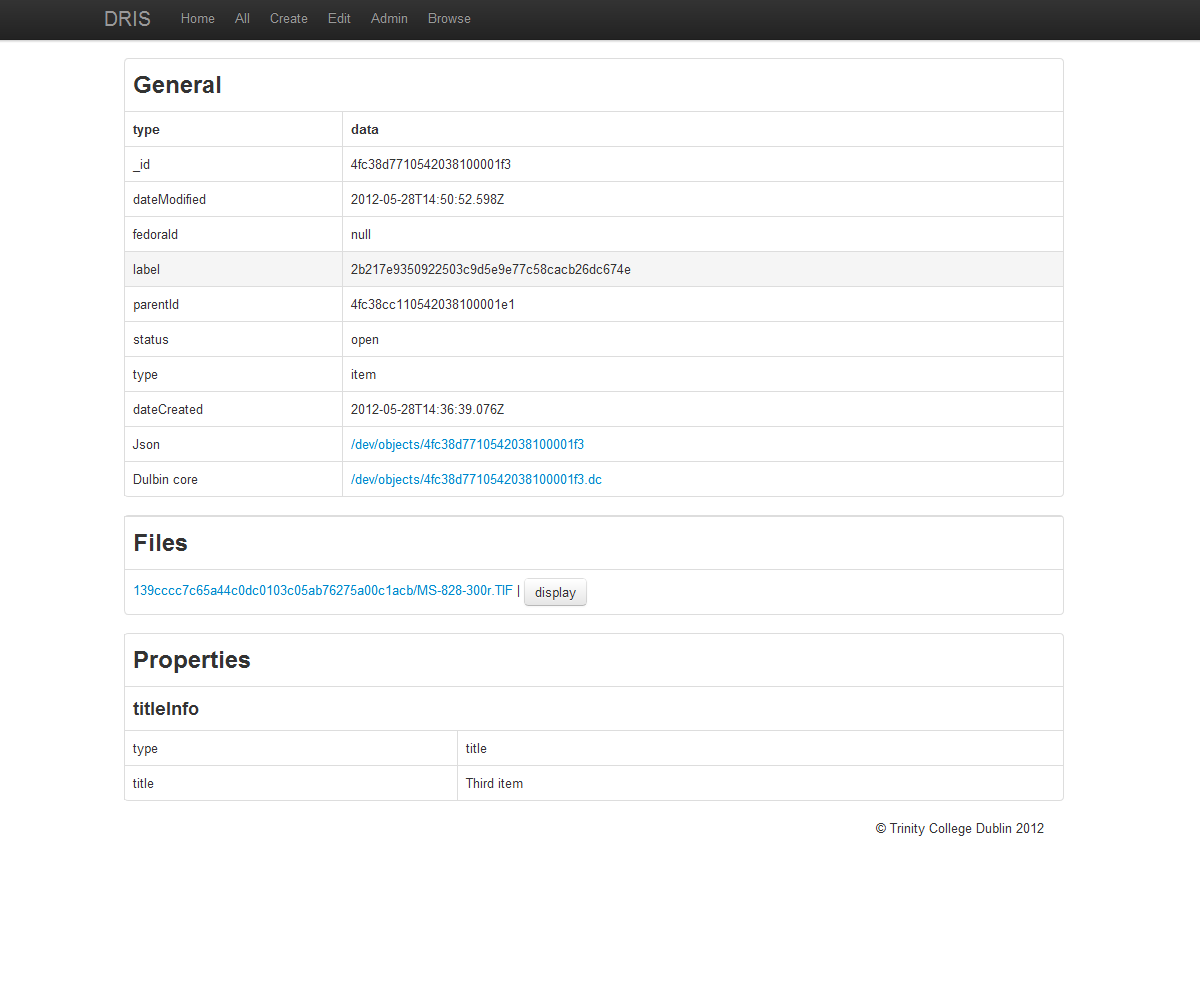 DRIS Home All Create Edit Admin Browse
General
type data
_id 4fc38d7710542038100001f3
dateModified 2012-05-28T14:50:52.598Z
fedoraId null
label 2b217e9350922503c9d5e9e77c58cacb26dc674e
parentId 4fc38cc110542038100001e1
status open
type item
dateCreated 2012-05-28T14:36:39.076Z
Json /dev/objects/4fc38d7710542038100001f3
Dulbin core /dev/objects/4fc38d7710542038100001f3.dc
Files
139cccc7c65a44c0dc0103c05ab76275a00c1acb/MS-828-300r.TIF | display
Properties
titleInfo
type title
title Third item
© Trinity College Dublin 2012